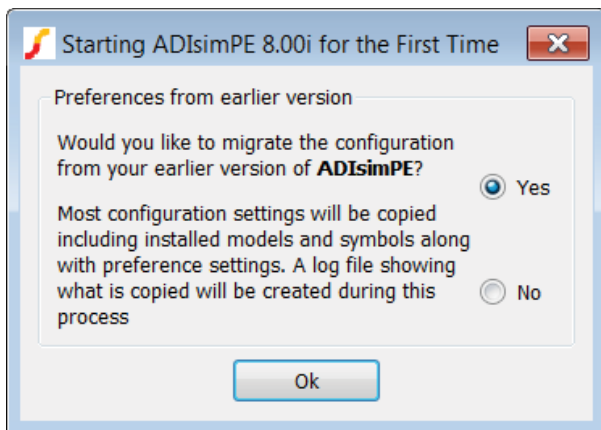 Starting ADIsimPE 8.00i for the First Time
Preferences from earlier version
Would you like to migrate the configuration
from your earlier version of ADIsimPE?
Yes
Most configuration settings will be copied
including installed models and symbols along
with preference settings. A log file showing
what is copied will be created during this
process
No
Ok